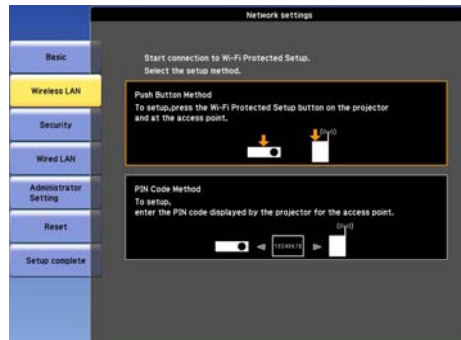 Network settings
Basic
Wireless LAN
Security
Wired LAN
Administrator
Setting
Reset
Setup complete
Start connection to Wi-Fi Protected Setup.
Select the setup method.
Push Button Method
To setup,press the Wi-Fi Protected Setup button on the projector
and at the access point.
PIN Code Method
To setup,
enter the PIN code displayed by the projector for the access point.